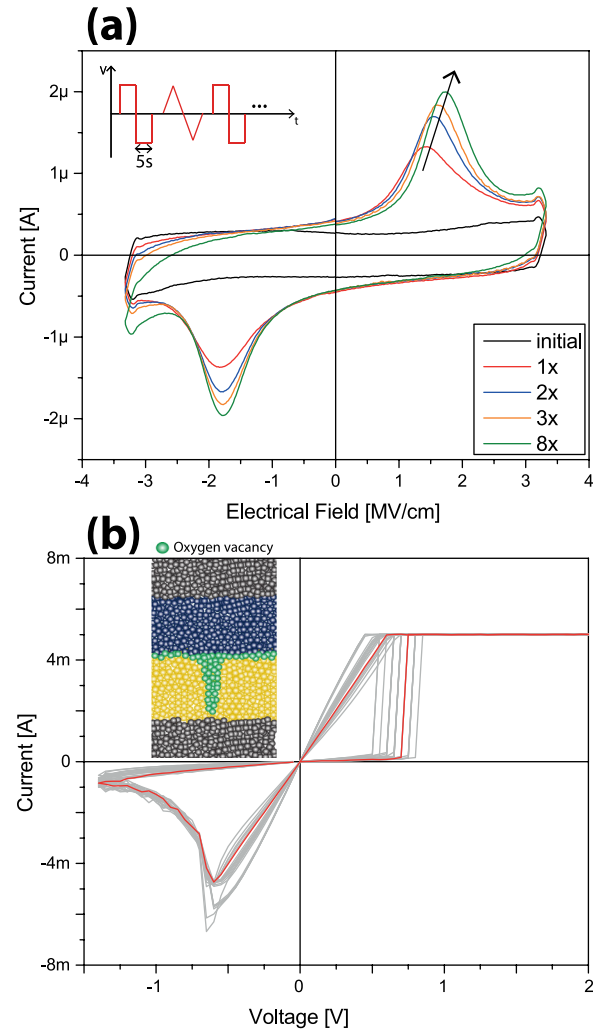 (a)
V
t
5s
...
2µ
1µ
0
-1µ
-2µ
Current [A]
initial
1x
2x
3x
8x
-4 -3 -2 -1 0 1 2 3 4
Electrical Field [MV/cm]
(b)
Oxygen vacancy
8m
4m
0
-4m
-8m
Current [A]
-1 0 1 2
Voltage [V]